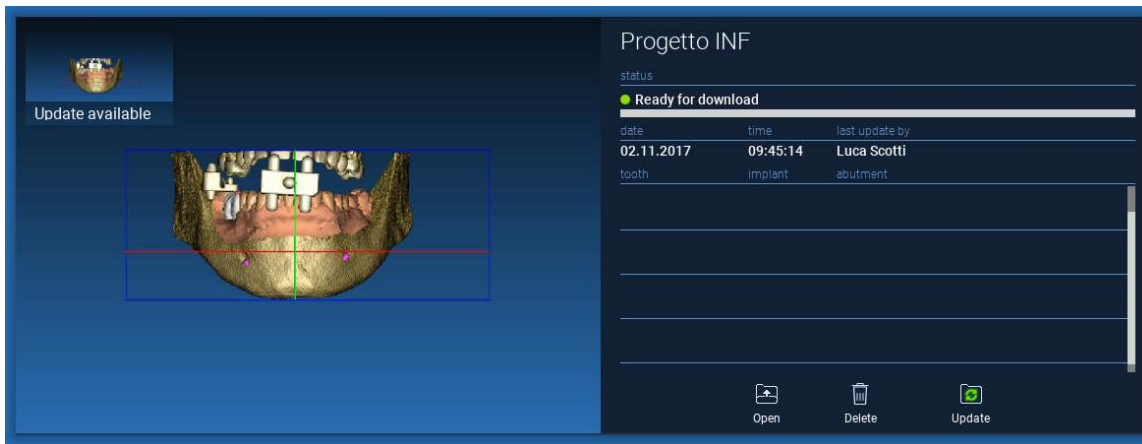 Update available
Progetto INF
status
Ready for download
date time last update by
02.11.2017 09:45:14 Luca Scotti
tooth implant abutment
Open Delete Update